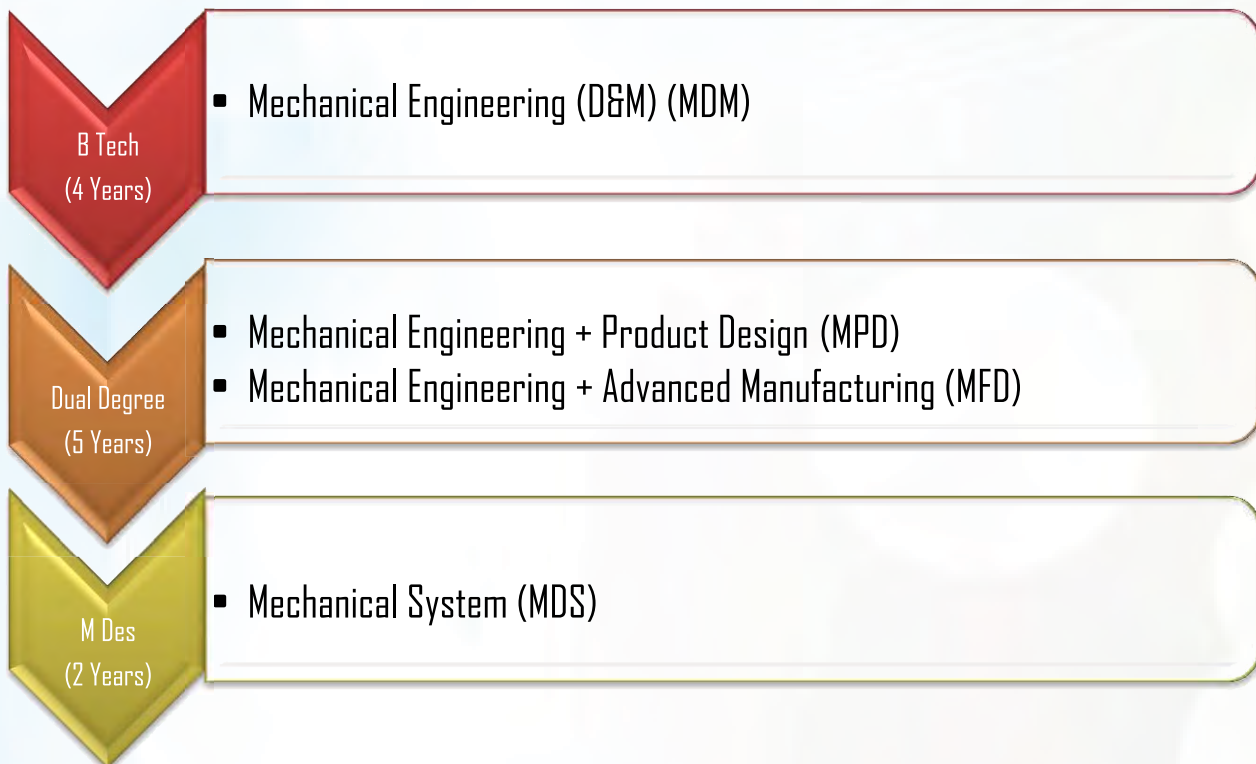 B Tech
(4 Years)
▪ Mechanical Engineering (D&M) (MDM)
Dual Degree
(5 Years)
▪ Mechanical Engineering + Product Design (MPD)
▪ Mechanical Engineering + Advanced Manufacturing (MFD)
M Des
(2 Years)
▪ Mechanical System (MDS)